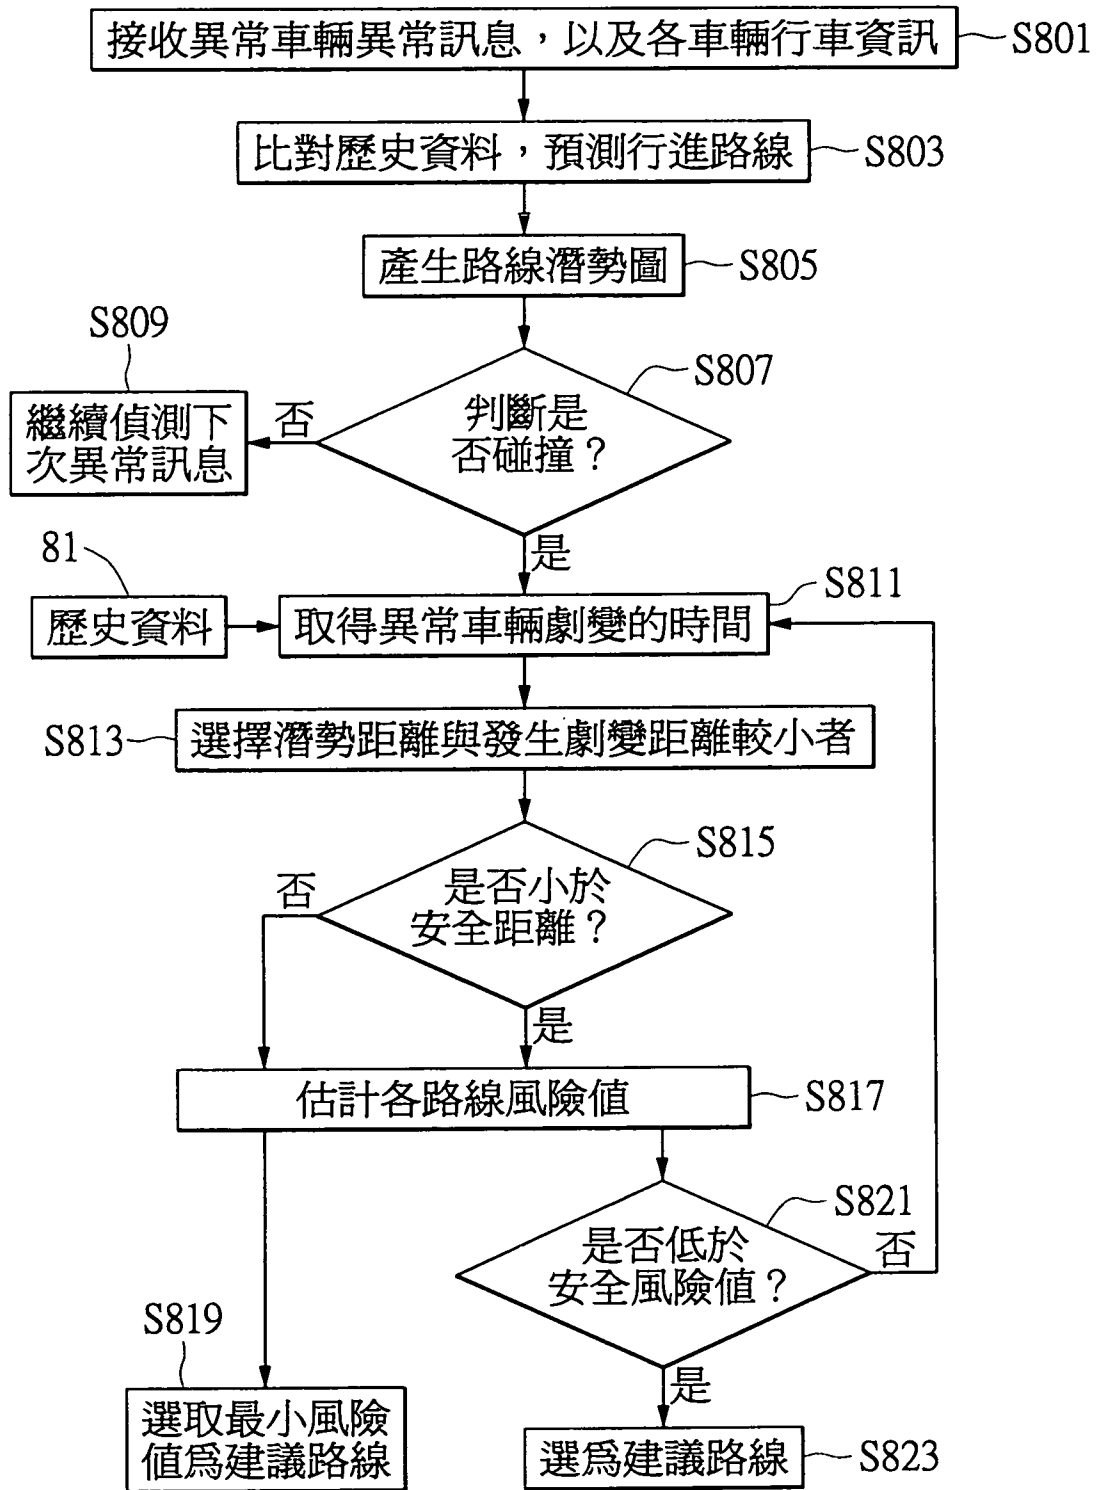 接收異常車輛異常訊息，以及各車輛行車資訊
S801
比對歷史資料，預測行進路線
S803
產生路線潛勢圖
S805
S809
S807
繼續偵測下
次異常訊息
否
判斷是
否碰撞？
是
81
S811
歷史資料
取得異常車輛劇變的時間
S813
選擇潛勢距離與發生劇變距離較小者
S815
否
是否小於
安全距離？
是
估計各路線風險值
S817
S821
是否低於
安全風險值？
否
S819
是
選取最小風險
值爲建議路線
選爲建議路線
S823